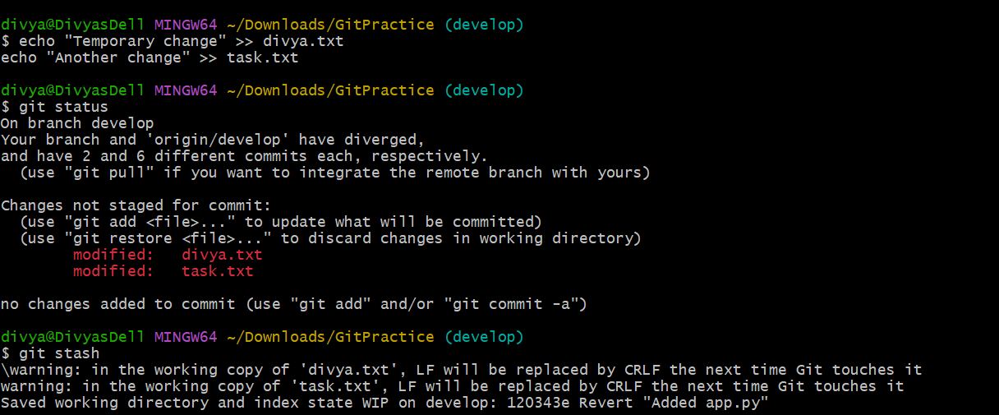 divya@DivyasDell MINGW64 ~/Downloads/GitPractice (develop)
$ echo "Temporary change" >> divya.txt
echo "Another change" >> task.txt
divya@DivyasDell MINGW64 ~/Downloads/GitPractice (develop)
$ git status
On branch develop
Your branch and 'origin/develop' have diverged,
and have 2 and 6 different commits each, respectively.
  (use "git pull" if you want to integrate the remote branch with yours)
Changes not staged for commit:
  (use "git add <file>..." to update what will be committed)
  (use "git restore <file>..." to discard changes in working directory)
        modified:   divya.txt
        modified:   task.txt
no changes added to commit (use "git add" and/or "git commit -a")
divya@DivyasDell MINGW64 ~/Downloads/GitPractice (develop)
$ git stash
\warning: in the working copy of 'divya.txt', LF will be replaced by CRLF the next time Git touches it
warning: in the working copy of 'task.txt', LF will be replaced by CRLF the next time Git touches it
Saved working directory and index state WIP on develop: 120343e Revert "Added app.py"